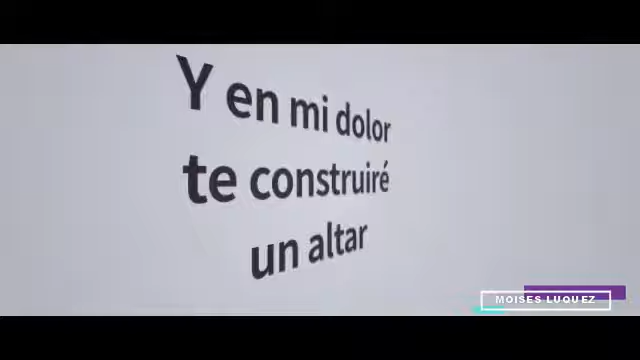 Y en mi dolor
te construiré
un altar
MOISES LUQUEZ